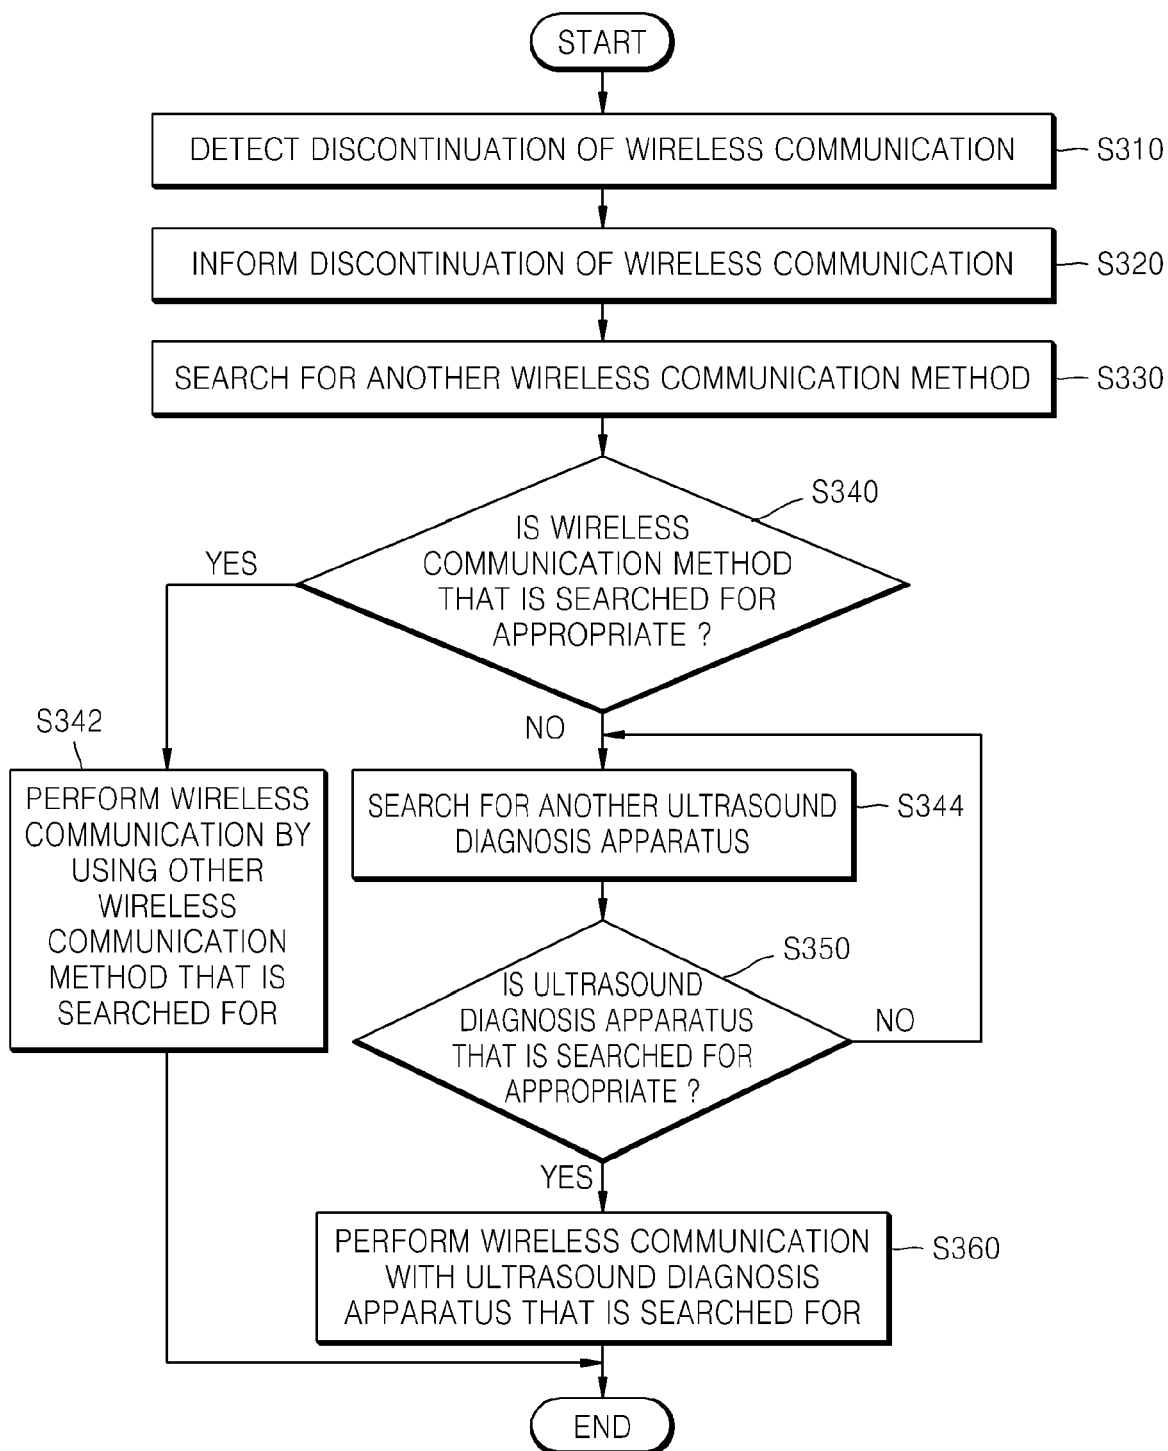 START
DETECT DISCONTINUATION OF WIRELESS COMMUNICATION
S310
INFORM DISCONTINUATION OF WIRELESS COMMUNICATION
S320
SEARCH FOR ANOTHER WIRELESS COMMUNICATION METHOD
S330
S340
IS WIRELESS
COMMUNICATION METHOD
THAT IS SEARCHED FOR
APPROPRIATE ?
YES
NO
S342
PERFORM WIRELESS
COMMUNICATION BY
USING OTHER
WIRELESS
COMMUNICATION
METHOD THAT IS
SEARCHED FOR
SEARCH FOR ANOTHER ULTRASOUND
DIAGNOSIS APPARATUS
S344
S350
IS ULTRASOUND
DIAGNOSIS APPARATUS
THAT IS SEARCHED FOR
APPROPRIATE ?
NO
YES
PERFORM WIRELESS COMMUNICATION
WITH ULTRASOUND DIAGNOSIS
APPARATUS THAT IS SEARCHED FOR
S360
END